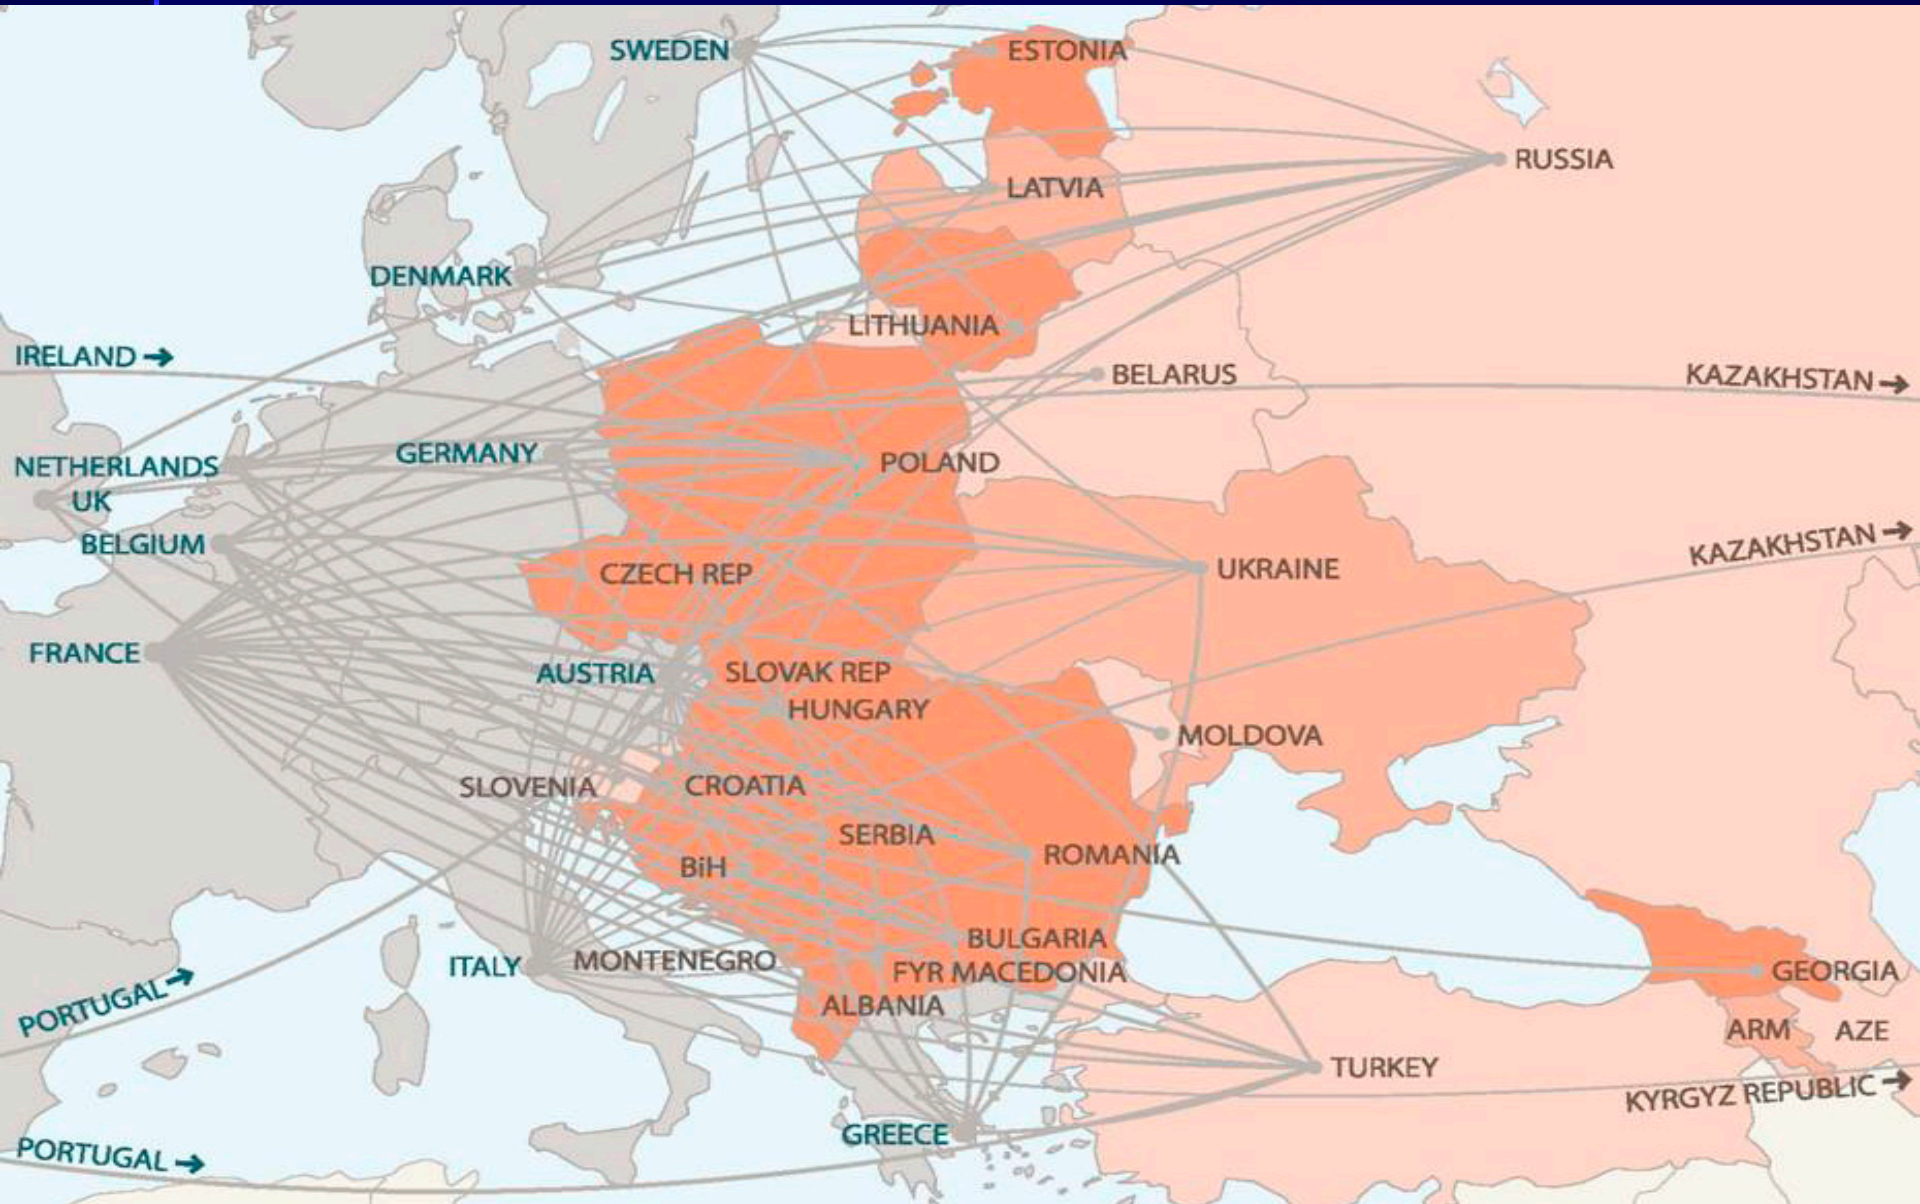 SWEDEN
ESTONIA
RUSSIA
LATVIA
DENMARK
LITHUANIA
IRELAND →
BELARUS
KAZAKHSTAN →
GERMANY
POLAND
NETHERLANDS
UK
BELGIUM
KAZAKHSTAN →
CZECH REP
UKRAINE
FRANCE
AUSTRIA
SLOVAK REP
HUNGARY
MOLDOVA
SLOVENIA
CROATIA
SERBIA
ROMANIA
BiH
BULGARIA
ITALY
MONTENEGRO
FYR MACEDONIA
GEORGIA
PORTUGAL →
ALBANIA
ARM
AZE
TURKEY
KYRGYZ REPUBLIC →
GREECE
PORTUGAL →